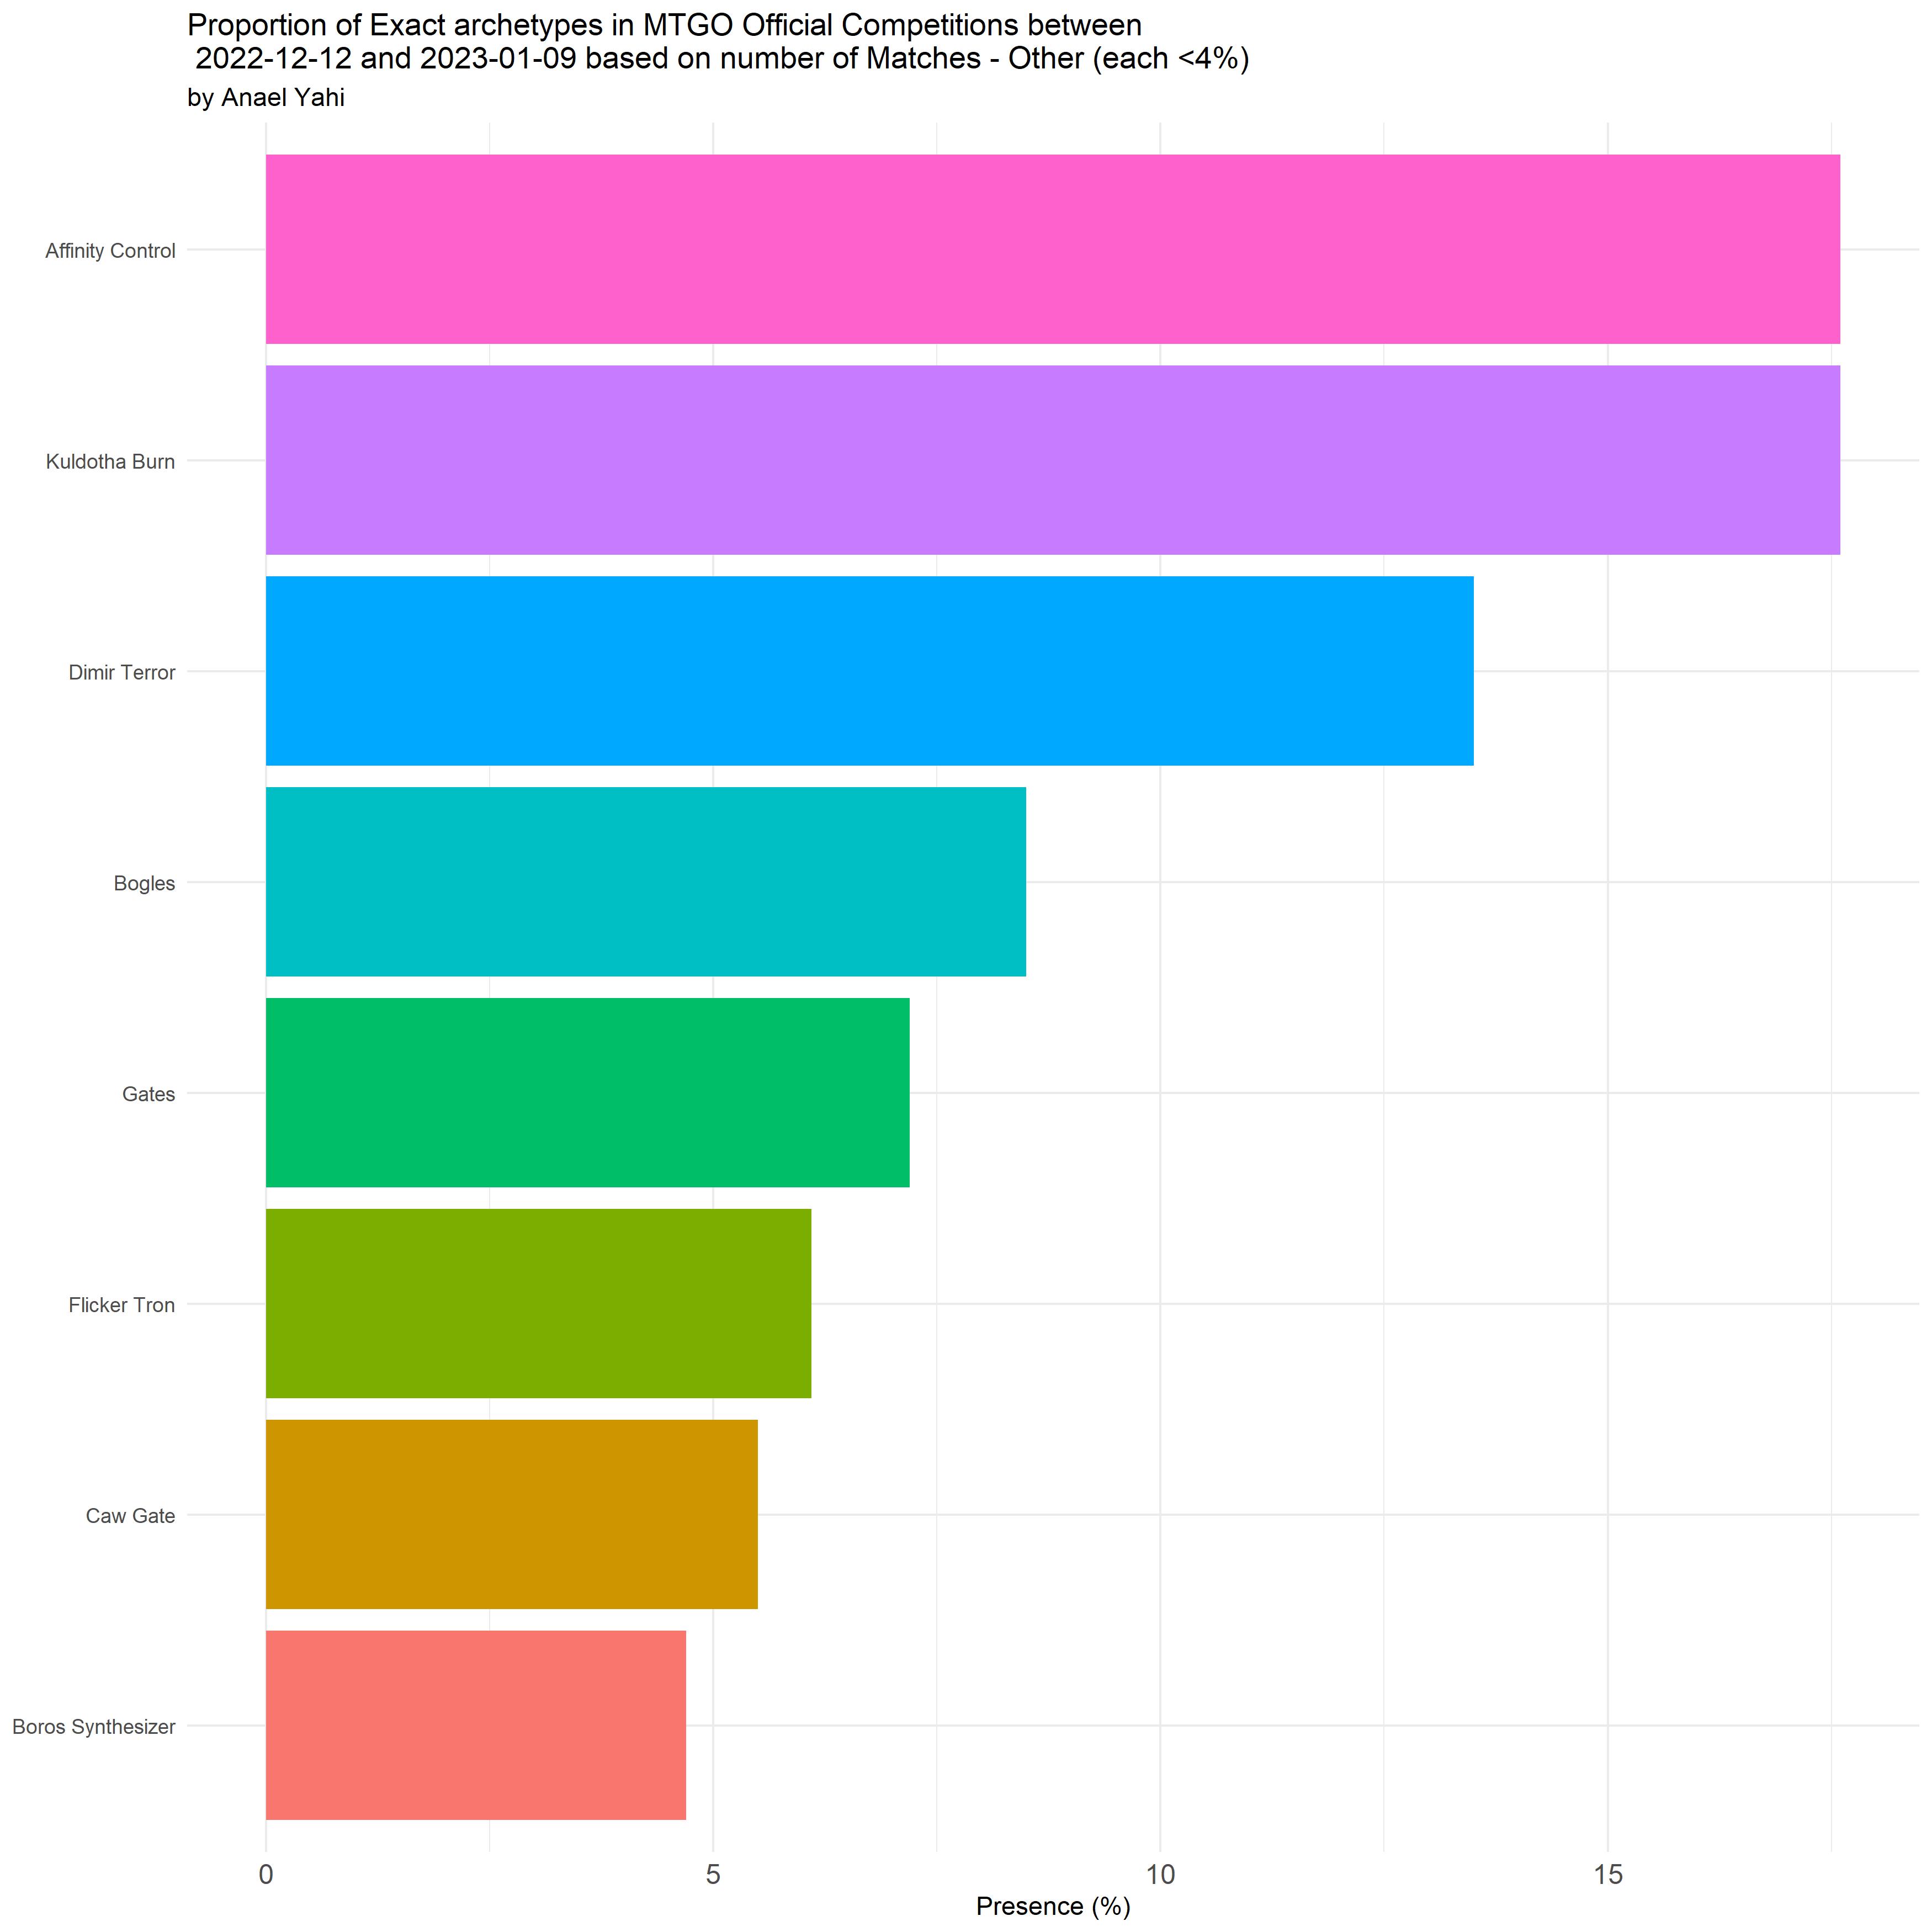 Proportion of Exact archetypes in MTGO Official Competitions between
2022-12-12 and 2023-01-09 based on number of Matches - Other (each <4%)
by Anael Yahi
Affinity Control
Kuldotha Burn
Dimir Terror
Bogles
Gates
Flicker Tron
Caw Gate
Boros Synthesizer
0 5 10 15
Presence (%)